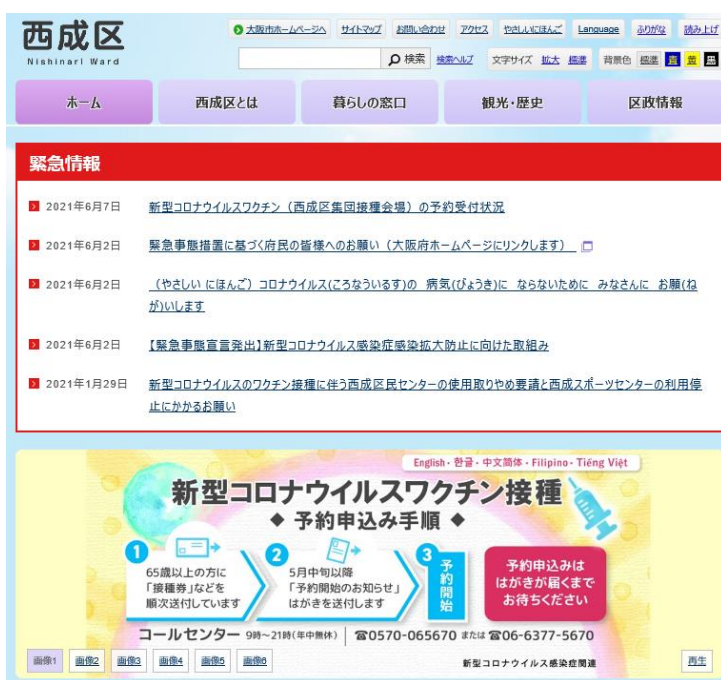 西成区
Nishinari Ward
大阪市ホームページへ サイトマップ お問い合わせ アクセス やさしいにほんご Language ふりがな 読み上げ
検索 検索ヘルプ 文字サイズ 拡大 標準 背景色 標準 青 黄 黒
ホーム 西成区とは 暮らしの窓口 観光・歴史 区政情報
緊急情報
2021年6月7日 新型コロナウイルスワクチン（西成区集団接種会場）の予約受付状況
2021年6月2日 緊急事態措置に基づく府民の皆様へのお願い（大阪府ホームページにリンクします）
2021年6月2日 （やさしい にほんご）コロナウイルス(ころなういるす)の 病気(びょうき)に ならないために みなさんに お願(ね
が)いします
2021年6月2日 【緊急事態宣言発出】新型コロナウイルス感染症感染拡大防止に向けた取組み
2021年1月29日 新型コロナウイルスのワクチン接種に伴う西成区民センターの使用取りやめ要請と西成スポーツセンターの利用停
止にかかるお願い
English・한글・中文简体・Filipino・Tiếng Việt
新型コロナウイルスワクチン接種
◆ 予約申込み手順 ◆
1
65歳以上の方に
「接種券」などを
順次送付しています
2
5月中旬以降
「予約開始のお知らせ」
はがきを送付します
3
予約開始
予約申込みは
はがきが届くまで
お待ちください
コールセンター 9時～21時(年中無休) ☎0570-065670 または ☎06-6377-5670
画像1 画像2 画像3 画像4 画像5 画像6 新型コロナウイルス感染症関連 再生